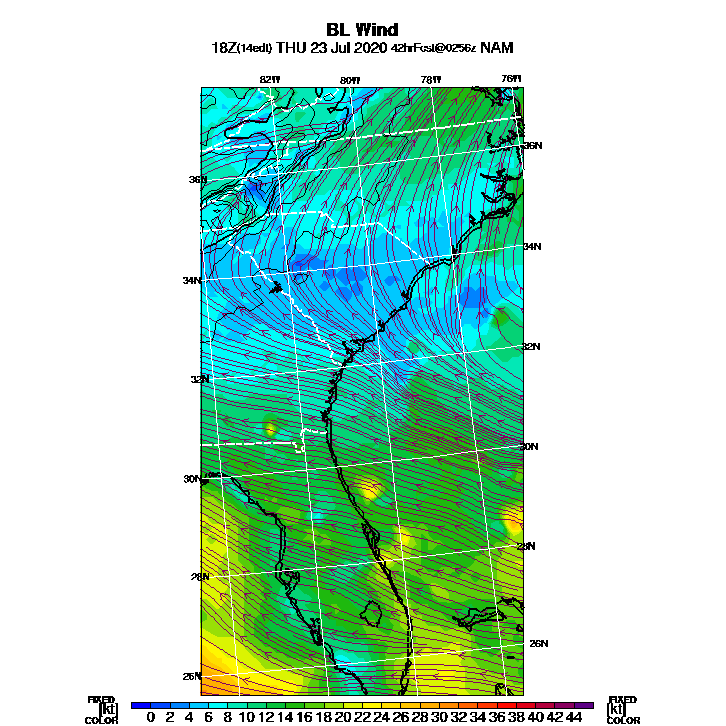 BL Wind
18Z(14edt) THU 23 Jul 2020 42hrFcst@0256z NAM
82W 80W 78W 76W
36N
36N
34N
34N
32N
32N
30N
30N
28N
28N
26N
26N
FIXED FIXED
[kt] 0 2 4 6 8 10 12 14 16 18 20 22 24 26 28 30 32 34 36 38 40 42 44 [kt]
COLOR COLOR